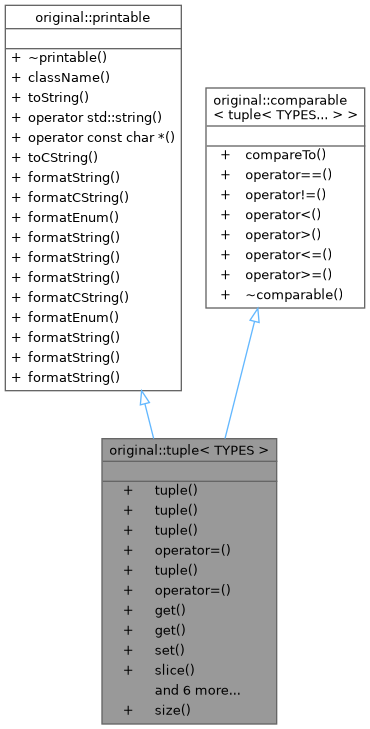 original::printable
+ ~printable()
+ className()
+ toString()
+ operator std::string()
+ operator const char *()
+ toCString()
+ formatString()
+ formatCString()
+ formatEnum()
+ formatString()
+ formatString()
+ formatString()
+ formatCString()
+ formatEnum()
+ formatString()
+ formatString()
+ formatString()
original::comparable
< tuple< TYPES... > >
+ compareTo()
+ operator==()
+ operator!=()
+ operator<()
+ operator>()
+ operator<=()
+ operator>=()
+ ~comparable()
original::tuple< TYPES >
+ tuple()
+ tuple()
+ tuple()
+ operator=()
+ tuple()
+ operator=()
+ get()
+ get()
+ set()
+ slice()
and 6 more...
+ size()